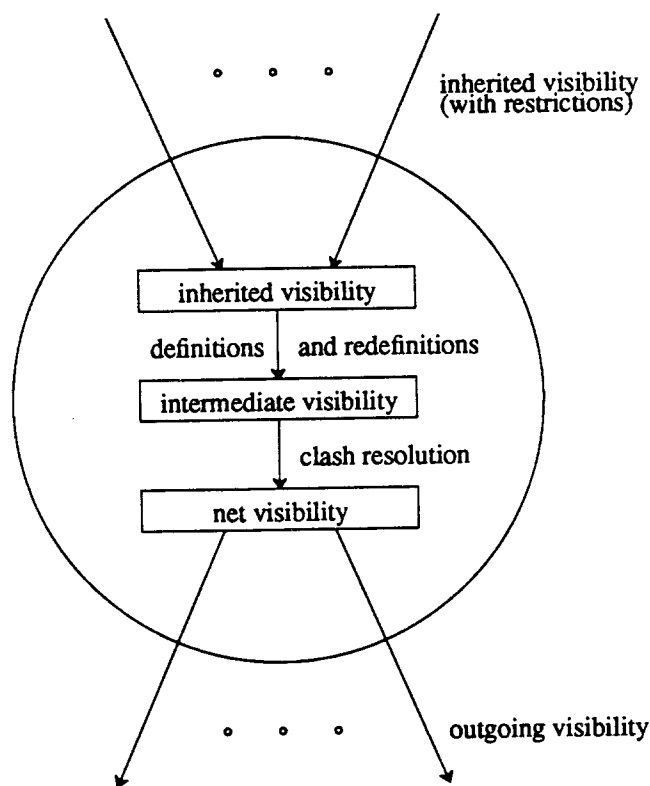 inherited visibility
(with restrictions)
inherited visibility
definitions and redefinitions
intermediate visibility
clash resolution
net visibility
outgoing visibility